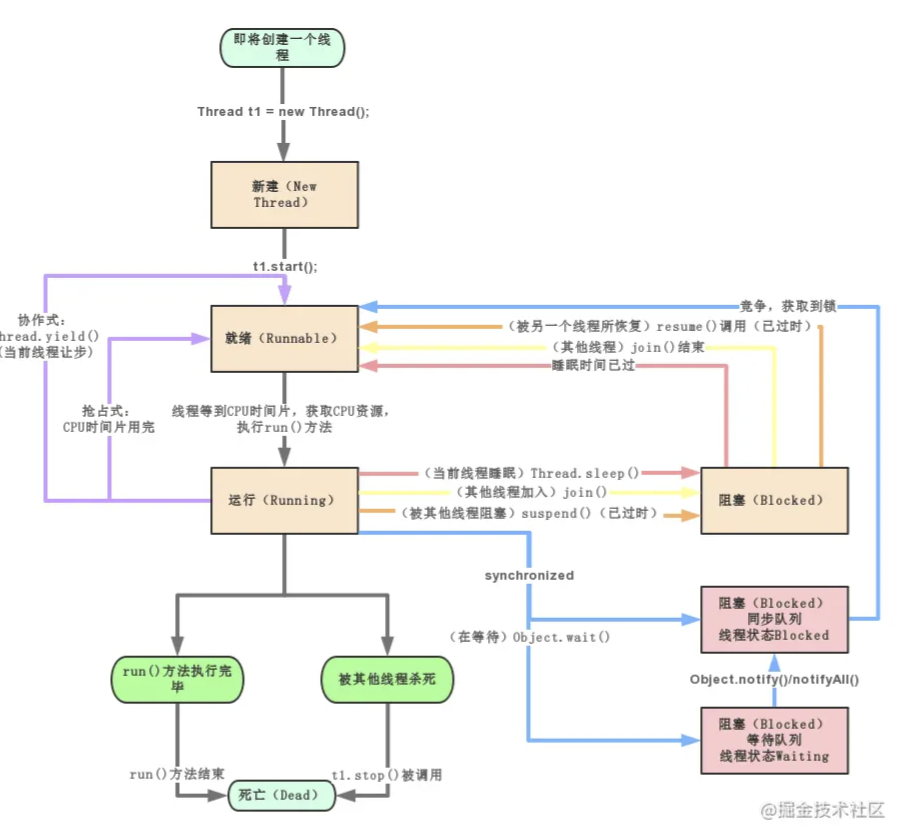 即将创建一个线
程
Thread t1 = new Thread();
新建（New
Thread）
t1.start();
协作式：
hread.yield()
(当前线程让步)
就绪（Runnable）
竞争，获取到锁
（被另一个线程所恢复）resume()调用（已过时）
（其他线程）join()结束
睡眠时间已过
抢占式：
CPU时间片用完
线程等到CPU时间片，获取CPU资源，
执行run()方法
运行（Running）
（当前线程睡眠）Thread.sleep()
（其他线程加入）join()
（被其他线程阻塞）suspend()（已过时）
阻塞（Blocked）
synchronized
阻塞（Blocked）
同步队列
线程状态Blocked
（在等待）Object.wait()
run()方法执行完
毕
被其他线程杀死
Object.notify()/notifyAll()
阻塞（Blocked）
等待队列
线程状态Waiting
run()方法结束
t1.stop()被调用
死亡（Dead）
@掘金技术社区